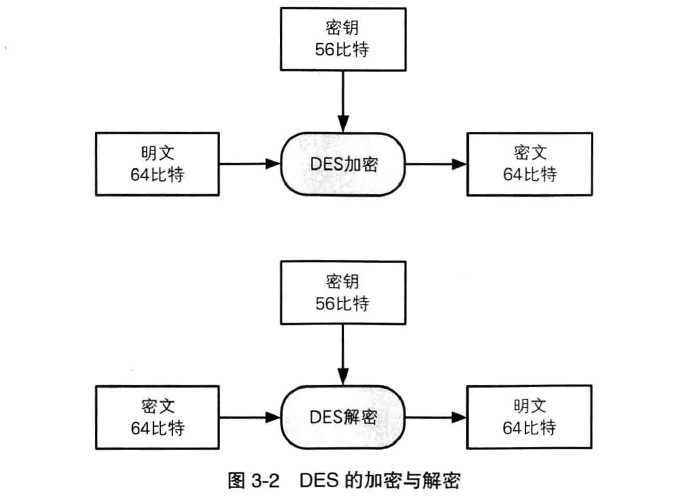 密钥
56比特
明文
64比特
DES加密
密文
64比特
密钥
56比特
密文
64比特
DES解密
明文
64比特
图 3-2 DES 的加密与解密